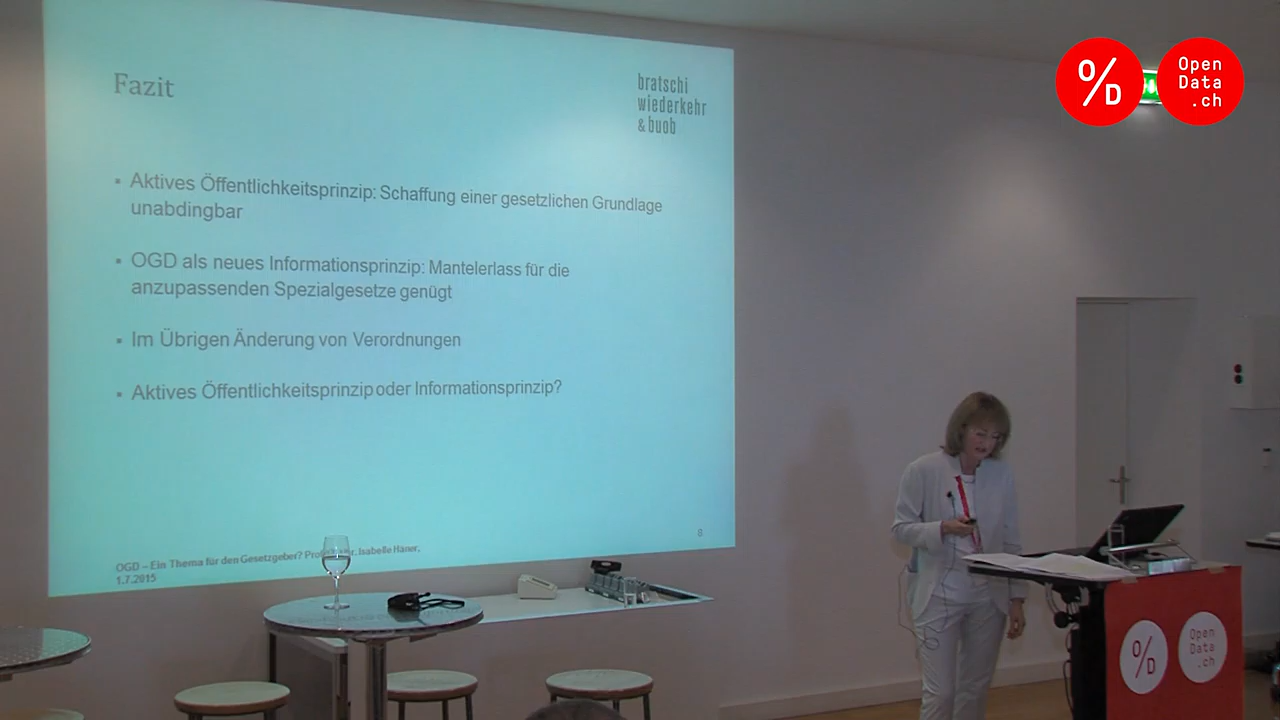 Fazit
bratschi
wiederkehr
& buob
▪ Aktives Öffentlichkeitsprinzip: Schaffung einer gesetzlichen Grundlage
unabdingbar
▪ OGD als neues Informationsprinzip: Mantelerlass für die
anzupassenden Spezialgesetze genügt
▪ Im Übrigen Änderung von Verordnungen
▪ Aktives Öffentlichkeitsprinzip oder Informationsprinzip?
8
OGD – Ein Thema für den Gesetzgeber? Isabelle Häner,
1.7.2015
%D
Open
Data
.ch
%D
Open
Data
.ch